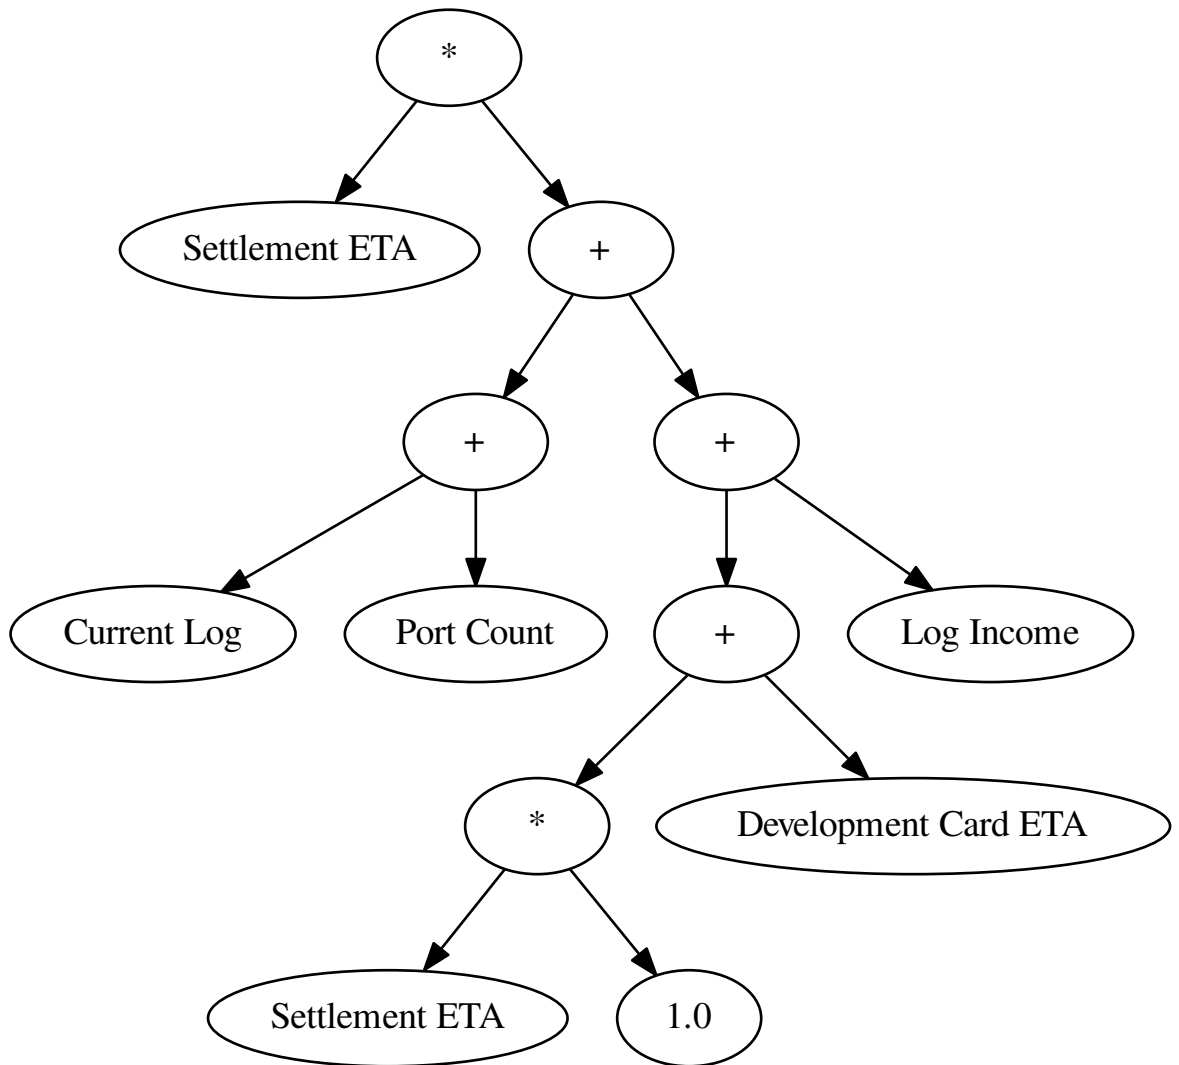 *
Settlement ETA
+
+
+
Current Log
Port Count
+
Log Income
*
Development Card ETA
Settlement ETA
1.0